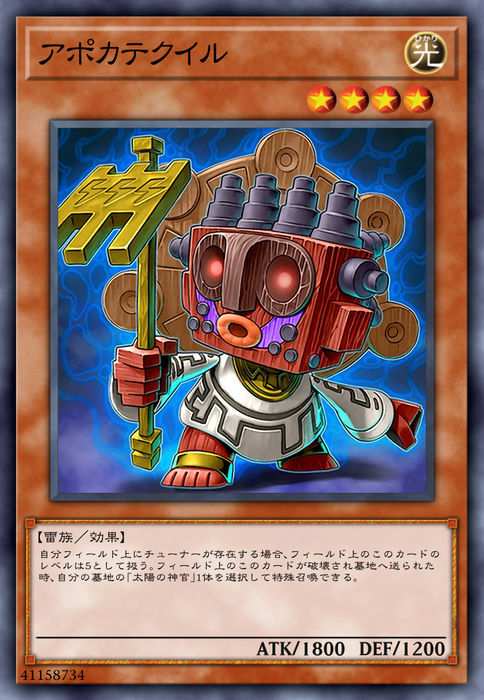 アポカテクイル
ひかり
光
【雷族／効果】
自分フィールド上にチューナーが存在する場合、フィールド上のこのカードの
レベルは5として扱う。フィールド上のこのカードが破壊され墓地へ送られた
時、自分の墓地の「太陽の神官」1体を選択して特殊召喚できる。
ATK/1800 DEF/1200
41158734